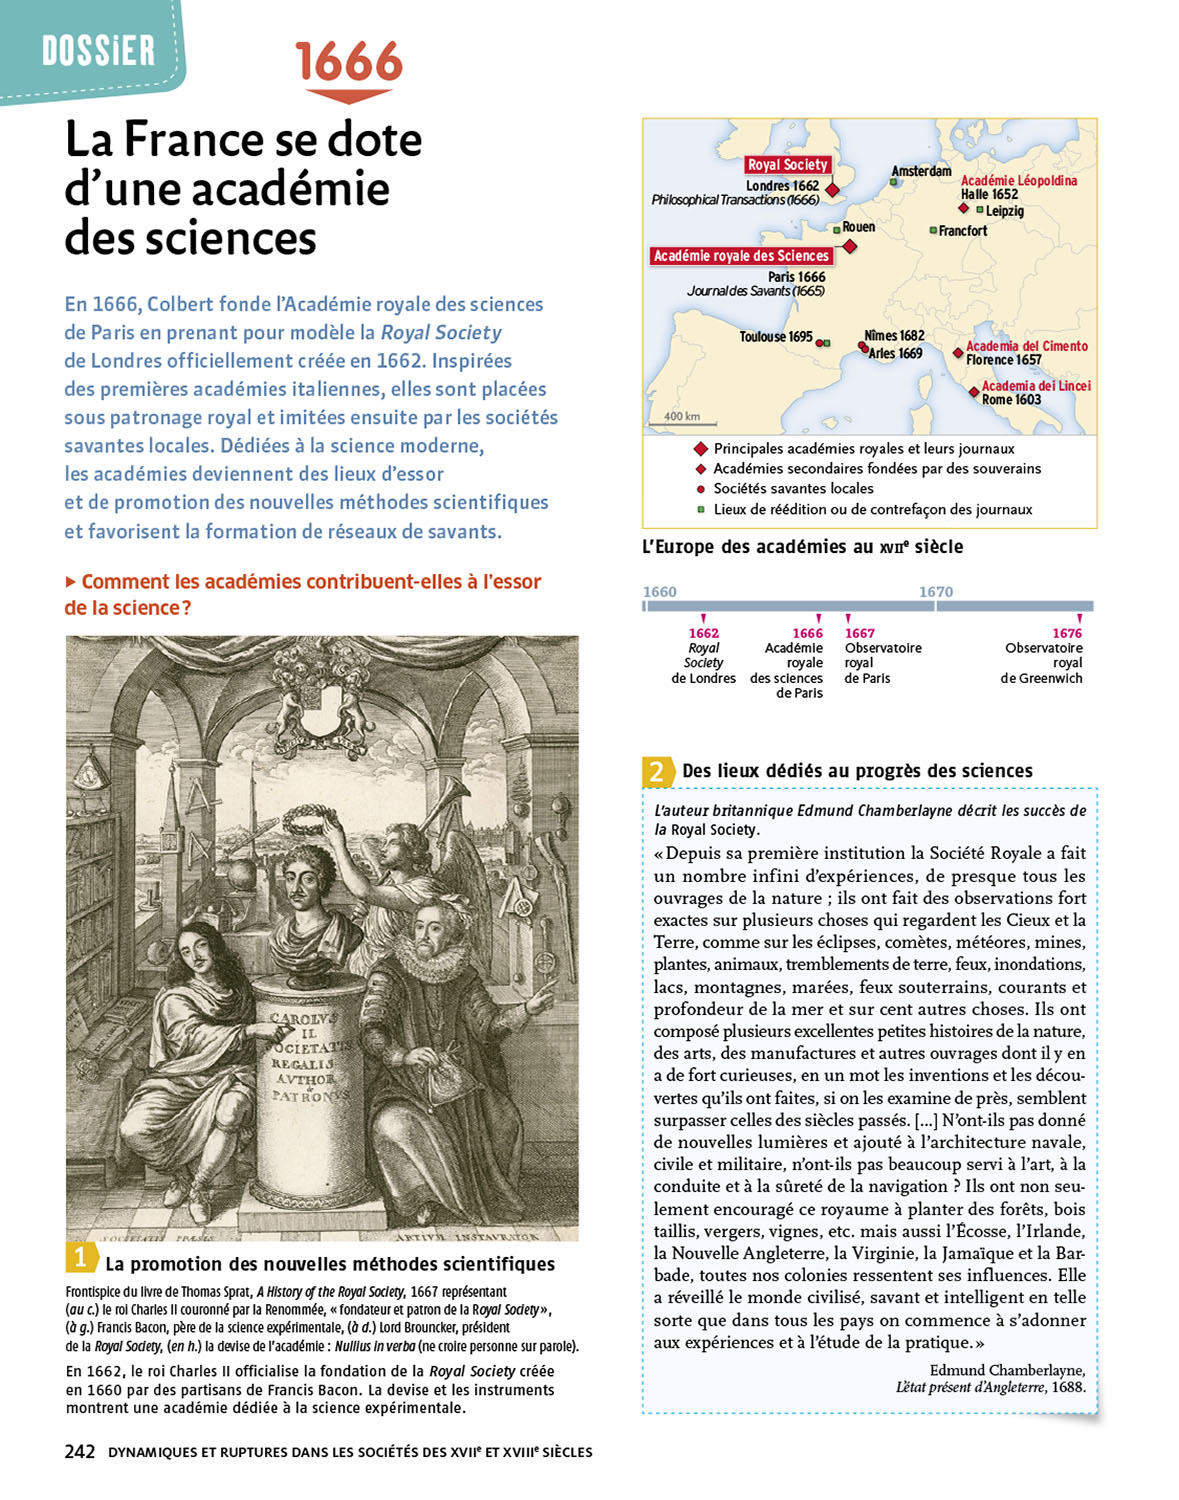 DOSSiER
1666
La France se dote
d'une académie
des sciences
En 1666, Colbert fonde l'Académie royale des sciences
de Paris en prenant pour modèle la Royal Society
de Londres officiellement créée en 1662. Inspirées
des premières académies italiennes, elles sont placées
sous patronage royal et imitées ensuite par les sociétés
savantes locales. Dédiées à la science moderne,
les académies deviennent des lieux d'essor
et de promotion des nouvelles méthodes scientifiques
et favorisent la formation de réseaux de savants.
▶ Comment les académies contribuent-elles à l'essor
de la science ?
CAROLVS
II
SOCIETATIS
REGALIS
AVTHOR
&
PATRONVS
SOCIETATIS PRÆSES
ARTIUM INSTAURATOR
1 La promotion des nouvelles méthodes scientifiques
Frontispice du livre de Thomas Sprat, A History of the Royal Society, 1667 représentant
(au c.) le roi Charles II couronné par la Renommée, « fondateur et patron de la Royal Society »,
(à g.) Francis Bacon, père de la science expérimentale, (à d.) Lord Brouncker, président
de la Royal Society, (en h.) la devise de l'académie : Nullius in verba (ne croire personne sur parole).
En 1662, le roi Charles II officialise la fondation de la Royal Society créée
en 1660 par des partisans de Francis Bacon. La devise et les instruments
montrent une académie dédiée à la science expérimentale.
Royal Society
Londres 1662
Philosophical Transactions (1666)
Amsterdam
Académie Léopoldina
Halle 1652
Leipzig
Rouen
Francfort
Académie royale des Sciences
Paris 1666
Journal des Savants (1665)
Toulouse 1695
Nîmes 1682
Arles 1669
Academia del Cimento
Florence 1657
Academia dei Lincei
Rome 1603
400 km
Principales académies royales et leurs journaux
Académies secondaires fondées par des souverains
Sociétés savantes locales
Lieux de réédition ou de contrefaçon des journaux
L'Europe des académies au XVIIe siècle
1660
1670
1662
Royal
Society
de Londres
1666
Académie
royale
des sciences
de Paris
1667
Observatoire
royal
de Paris
1676
Observatoire
royal
de Greenwich
2 Des lieux dédiés au progrès des sciences
L'auteur britannique Edmund Chamberlayne décrit les succès de
la Royal Society.
« Depuis sa première institution la Société Royale a fait
un nombre infini d'expériences, de presque tous les
ouvrages de la nature ; ils ont fait des observations fort
exactes sur plusieurs choses qui regardent les Cieux et la
Terre, comme sur les éclipses, comètes, météores, mines,
plantes, animaux, tremblements de terre, feux, inondations,
lacs, montagnes, marées, feux souterrains, courants et
profondeur de la mer et sur cent autres choses. Ils ont
composé plusieurs excellentes petites histoires de la nature,
des arts, des manufactures et autres ouvrages dont il y en
a de fort curieuses, en un mot les inventions et les décou-
vertes qu'ils ont faites, si on les examine de près, semblent
surpasser celles des siècles passés. [...] N'ont-ils pas donné
de nouvelles lumières et ajouté à l'architecture navale,
civile et militaire, n'ont-ils pas beaucoup servi à l'art, à la
conduite et à la sûreté de la navigation ? Ils ont non seu-
lement encouragé ce royaume à planter des forêts, bois
taillis, vergers, vignes, etc. mais aussi l'Écosse, l'Irlande,
la Nouvelle Angleterre, la Virginie, la Jamaïque et la Bar-
bade, toutes nos colonies ressentent ses influences. Elle
a réveillé le monde civilisé, savant et intelligent en telle
sorte que dans tous les pays on commence à s'adonner
aux expériences et à l'étude de la pratique. »
Edmund Chamberlayne,
L'état présent d'Angleterre, 1688.
242 DYNAMIQUES ET RUPTURES DANS LES SOCIÉTÉS DES XVIIe ET XVIIIe SIÈCLES